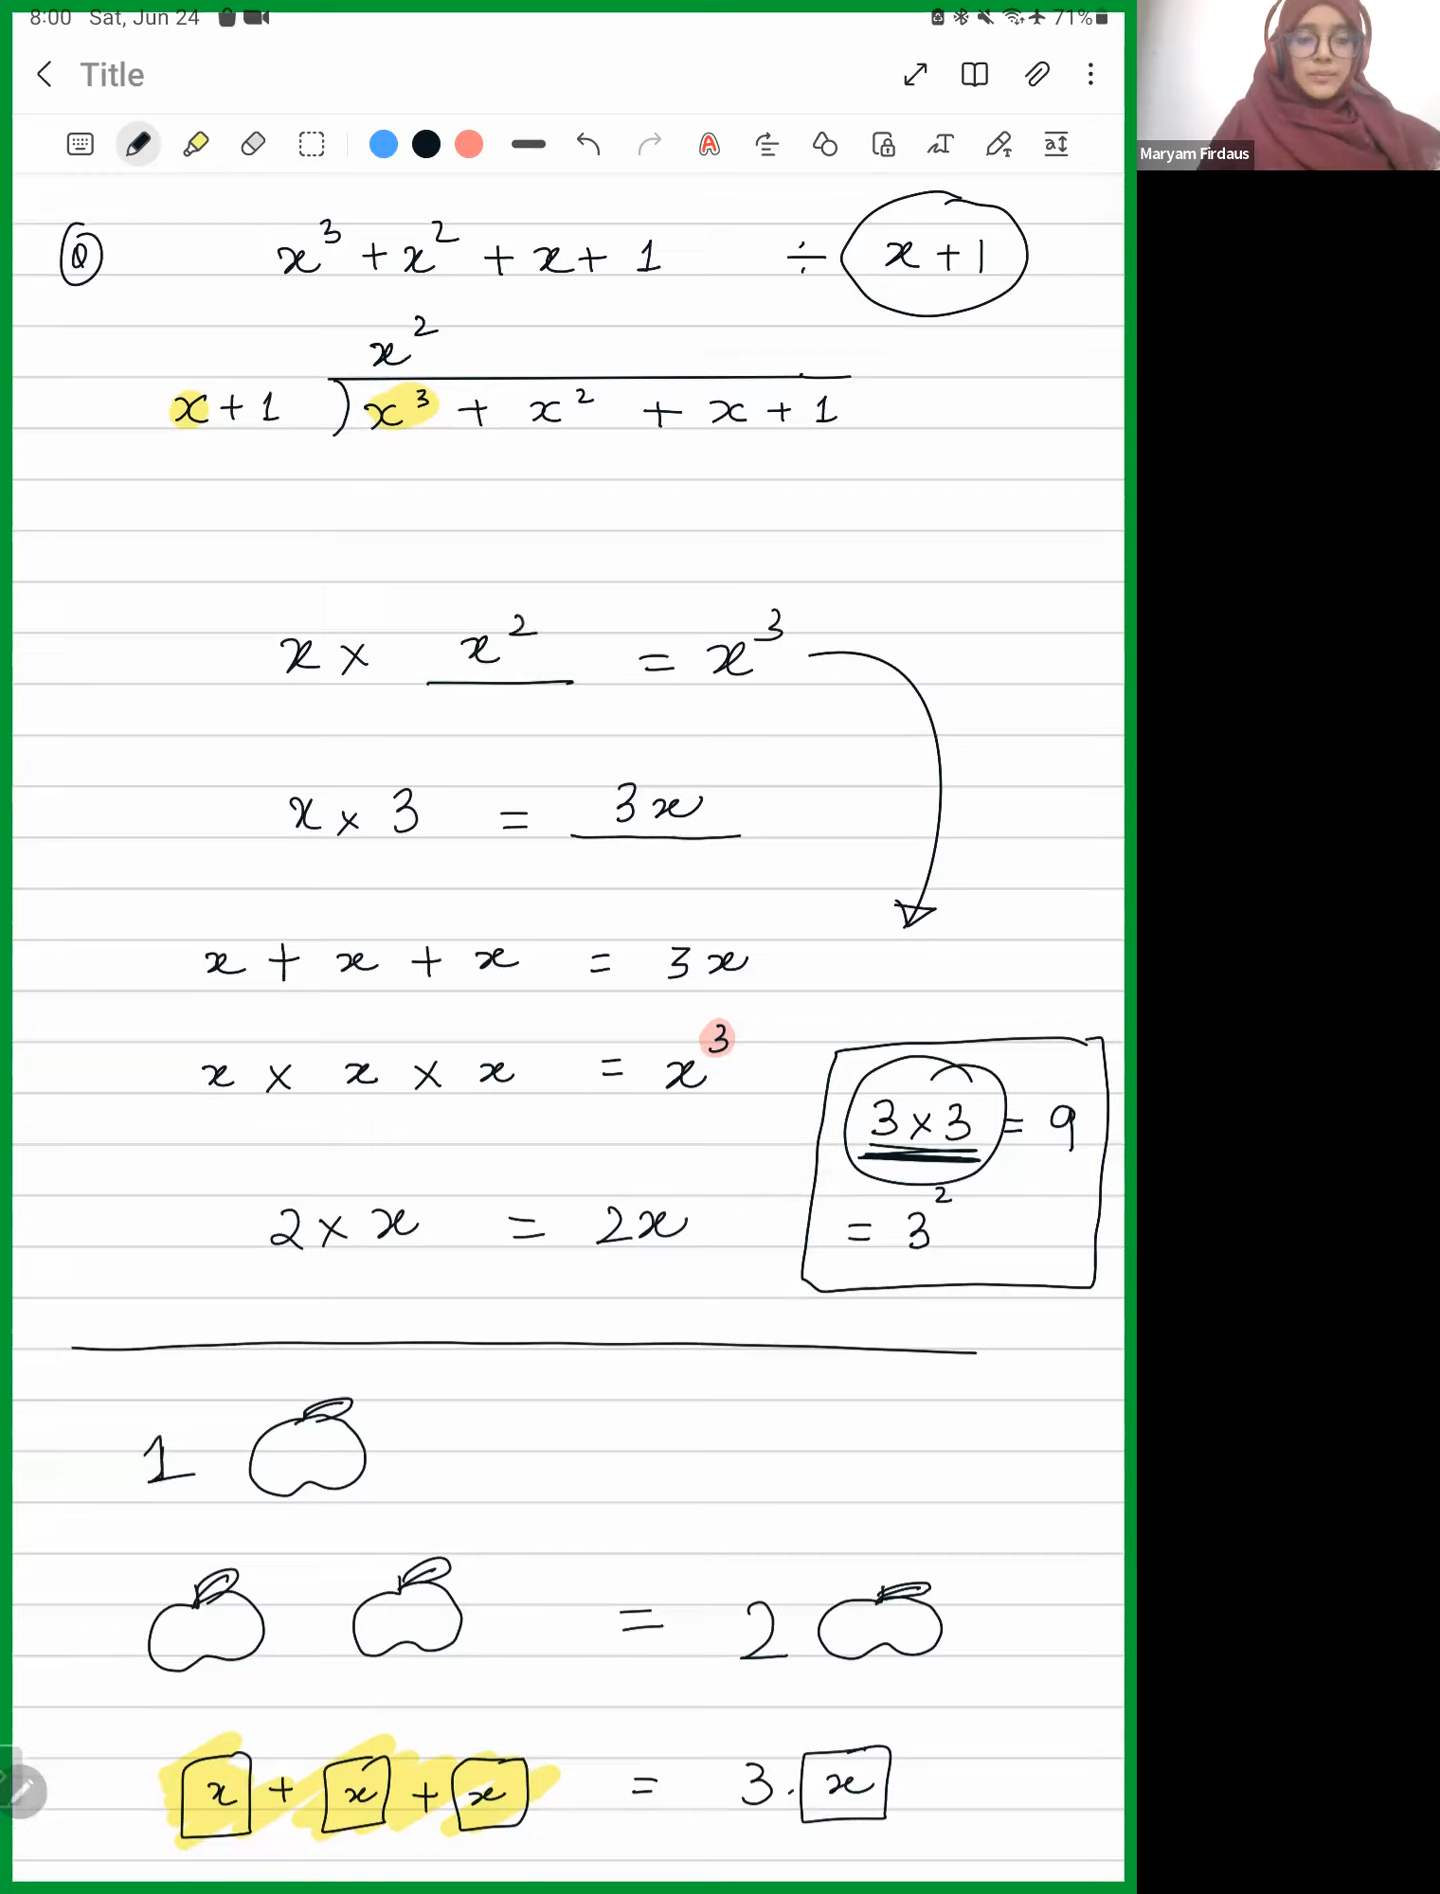 8:00 Sat, Jun 24 71%
Title
Maryam Firdaus
Q x³ + x² + x + 1 ÷ x + 1
x²
x + 1 ) x³ + x² + x + 1
x × x² = x³
x × 3 = 3x
x + x + x = 3x
x × x × x = x³
3 × 3 = 9
= 3²
2 × x = 2x
1
= 2
x + x + x = 3 . x